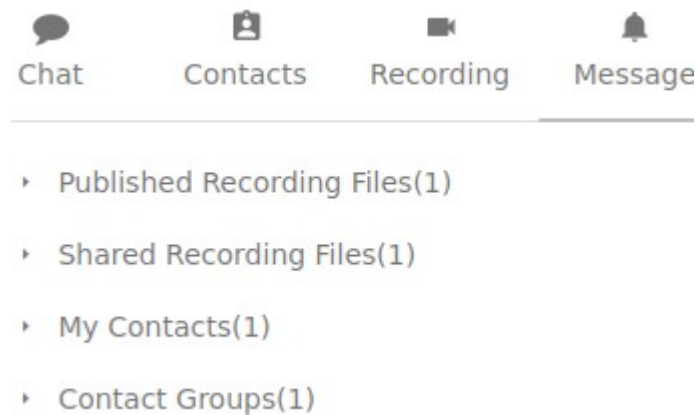 Chat Contacts Recording Message
Published Recording Files(1)
Shared Recording Files(1)
My Contacts(1)
Contact Groups(1)